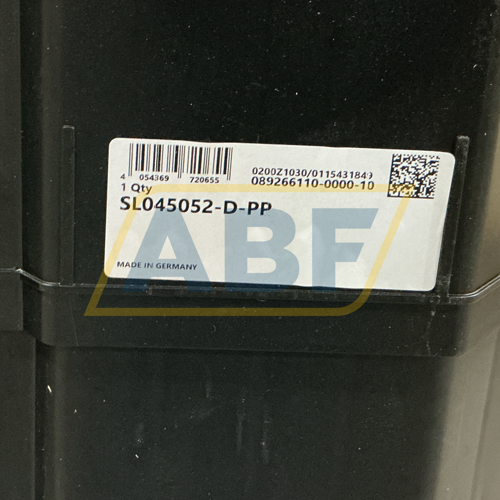 4 054369 720655
0200Z1030/0115431849
089266110-0000-10
1 Qty
SL045052-D-PP
MADE IN GERMANY
ABF